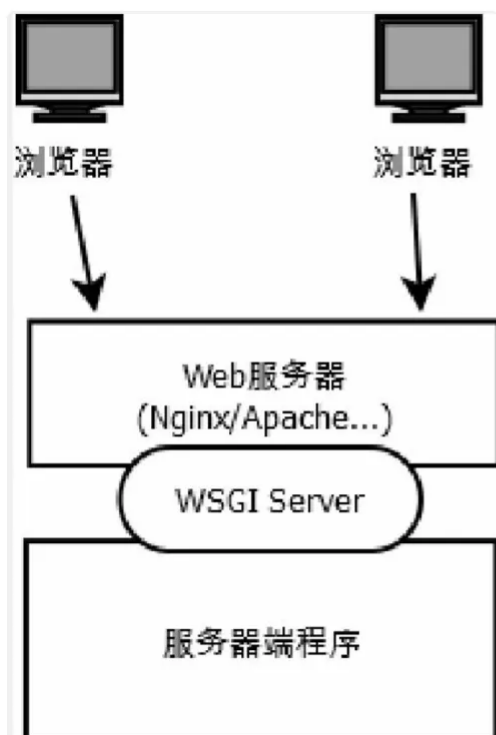 浏览器
浏览器
Web服务器
(Nginx/Apache...)
WSGI Server
服务器端程序